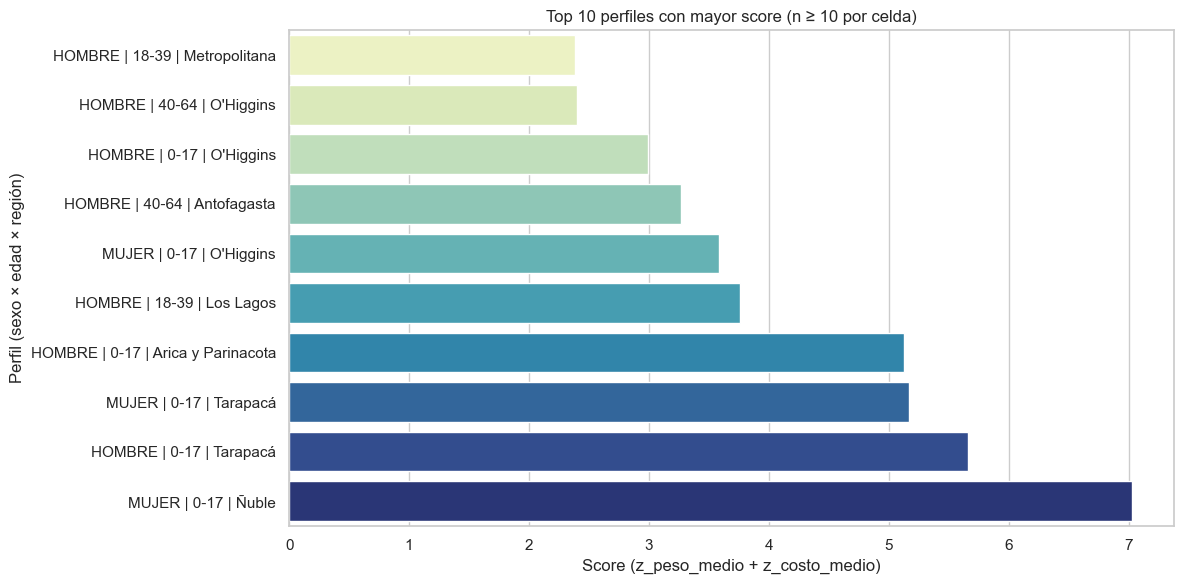 Top 10 perfiles con mayor score (n ≥ 10 por celda)
Perfil (sexo × edad × región)
HOMBRE | 18-39 | Metropolitana
HOMBRE | 40-64 | O'Higgins
HOMBRE | 0-17 | O'Higgins
HOMBRE | 40-64 | Antofagasta
MUJER | 0-17 | O'Higgins
HOMBRE | 18-39 | Los Lagos
HOMBRE | 0-17 | Arica y Parinacota
MUJER | 0-17 | Tarapacá
HOMBRE | 0-17 | Tarapacá
MUJER | 0-17 | Ñuble
0 1 2 3 4 5 6 7
Score (z_peso_medio + z_costo_medio)